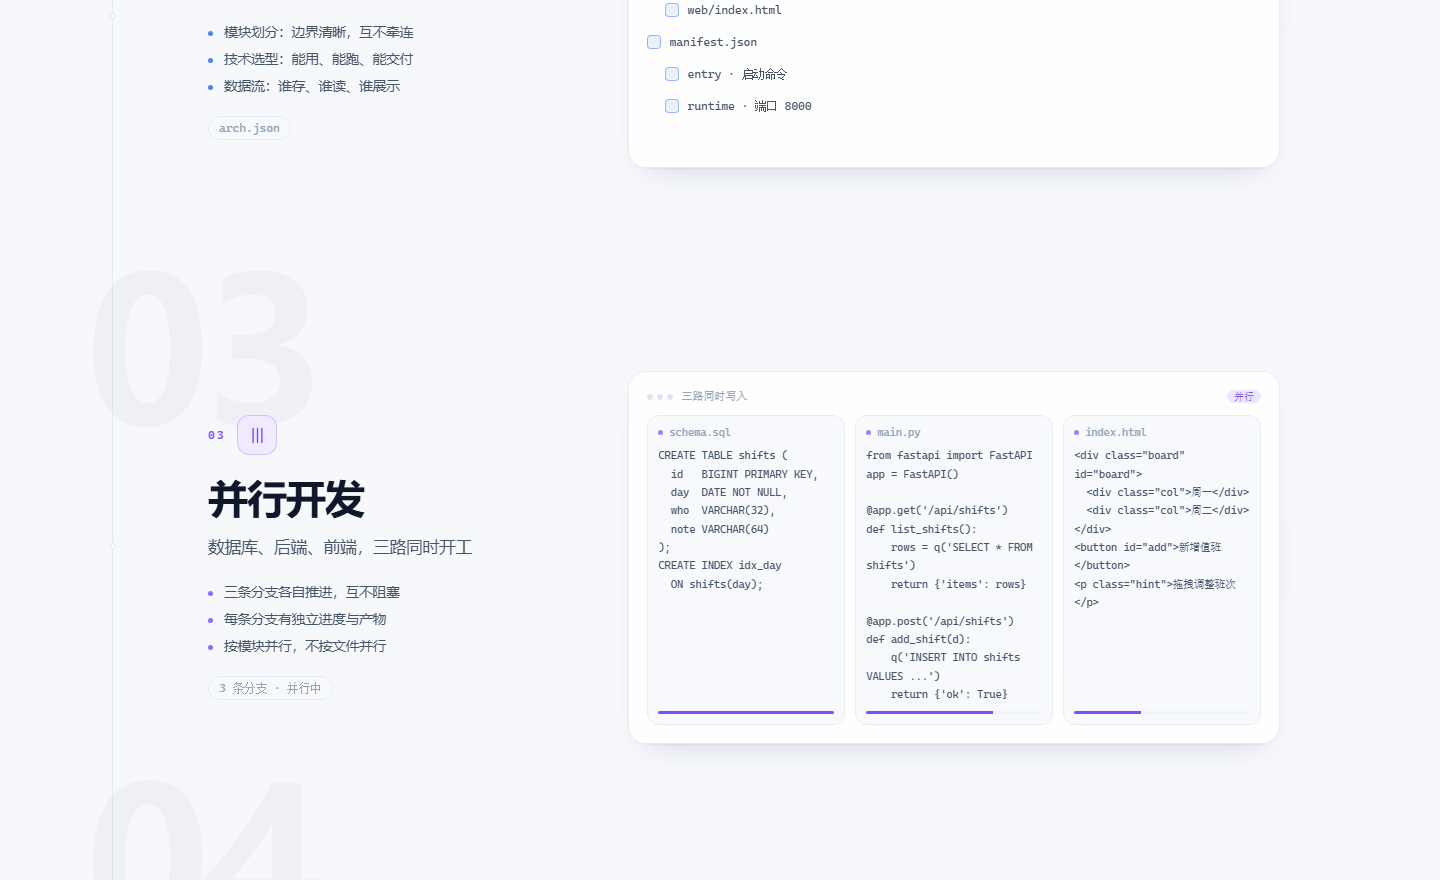 模块划分：边界清晰，互不牵连
技术选型：能用、能跑、能交付
数据流：谁存、谁读、谁展示
arch.json
web/index.html
manifest.json
entry · 启动命令
runtime · 端口 8000
03
03
并行开发
数据库、后端、前端，三路同时开工
三条分支各自推进，互不阻塞
每条分支有独立进度与产物
按模块并行，不按文件并行
3 条分支 · 并行中
三路同时写入
并行
schema.sql
CREATE TABLE shifts (
  id   BIGINT PRIMARY KEY,
  day  DATE NOT NULL,
  who  VARCHAR(32),
  note VARCHAR(64)
);
CREATE INDEX idx_day
  ON shifts(day);
main.py
from fastapi import FastAPI
app = FastAPI()
@app.get('/api/shifts')
def list_shifts():
    rows = q('SELECT * FROM
shifts')
    return {'items': rows}
@app.post('/api/shifts')
def add_shift(d):
    q('INSERT INTO shifts
VALUES ...')
    return {'ok': True}
index.html
<div class="board"
id="board">
  <div class="col">周一</div>
  <div class="col">周二</div>
</div>
<button id="add">新增值班
</button>
<p class="hint">拖拽调整班次
</p>
04